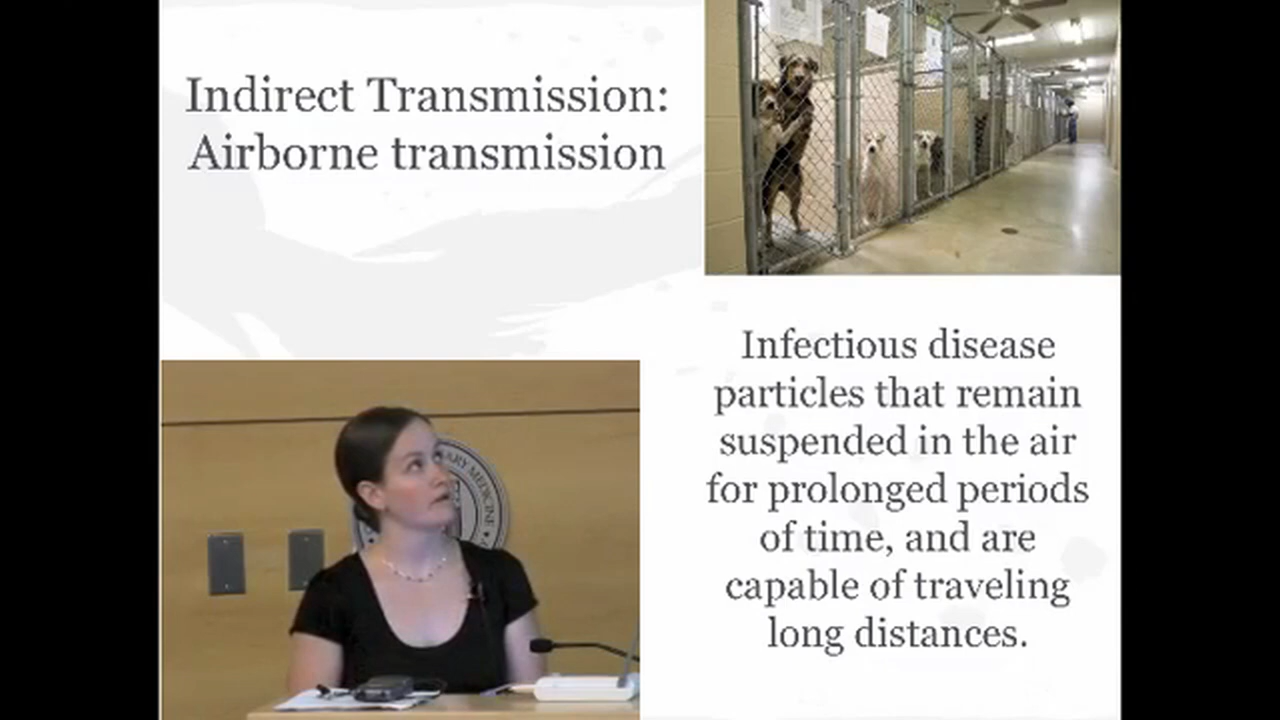 Indirect Transmission:
Airborne transmission
Infectious disease
particles that remain
suspended in the air
for prolonged periods
of time, and are
capable of traveling
long distances.
MEDICINE